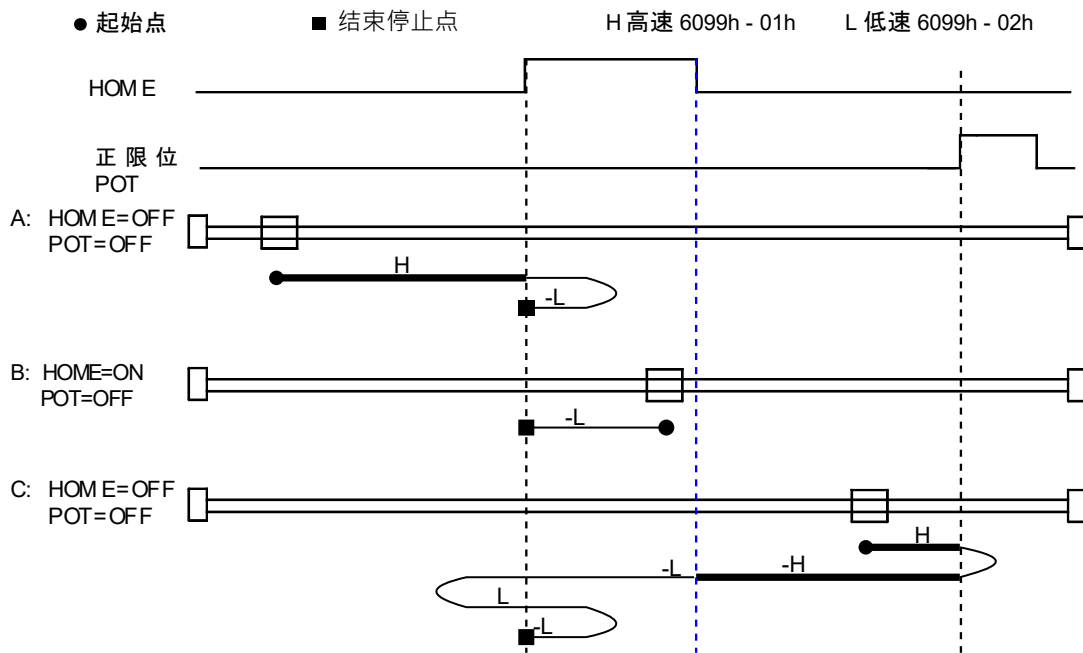 ● 起始点 ■ 结束停止点 H 高速 6099h - 01h L 低速 6099h - 02h
HOME
正限位
POT
A: HOME=OFF
POT=OFF
H
-L
B: HOME=ON
POT=OFF
-L
C: HOME=OFF
POT=OFF
H
-L -H
L
-L